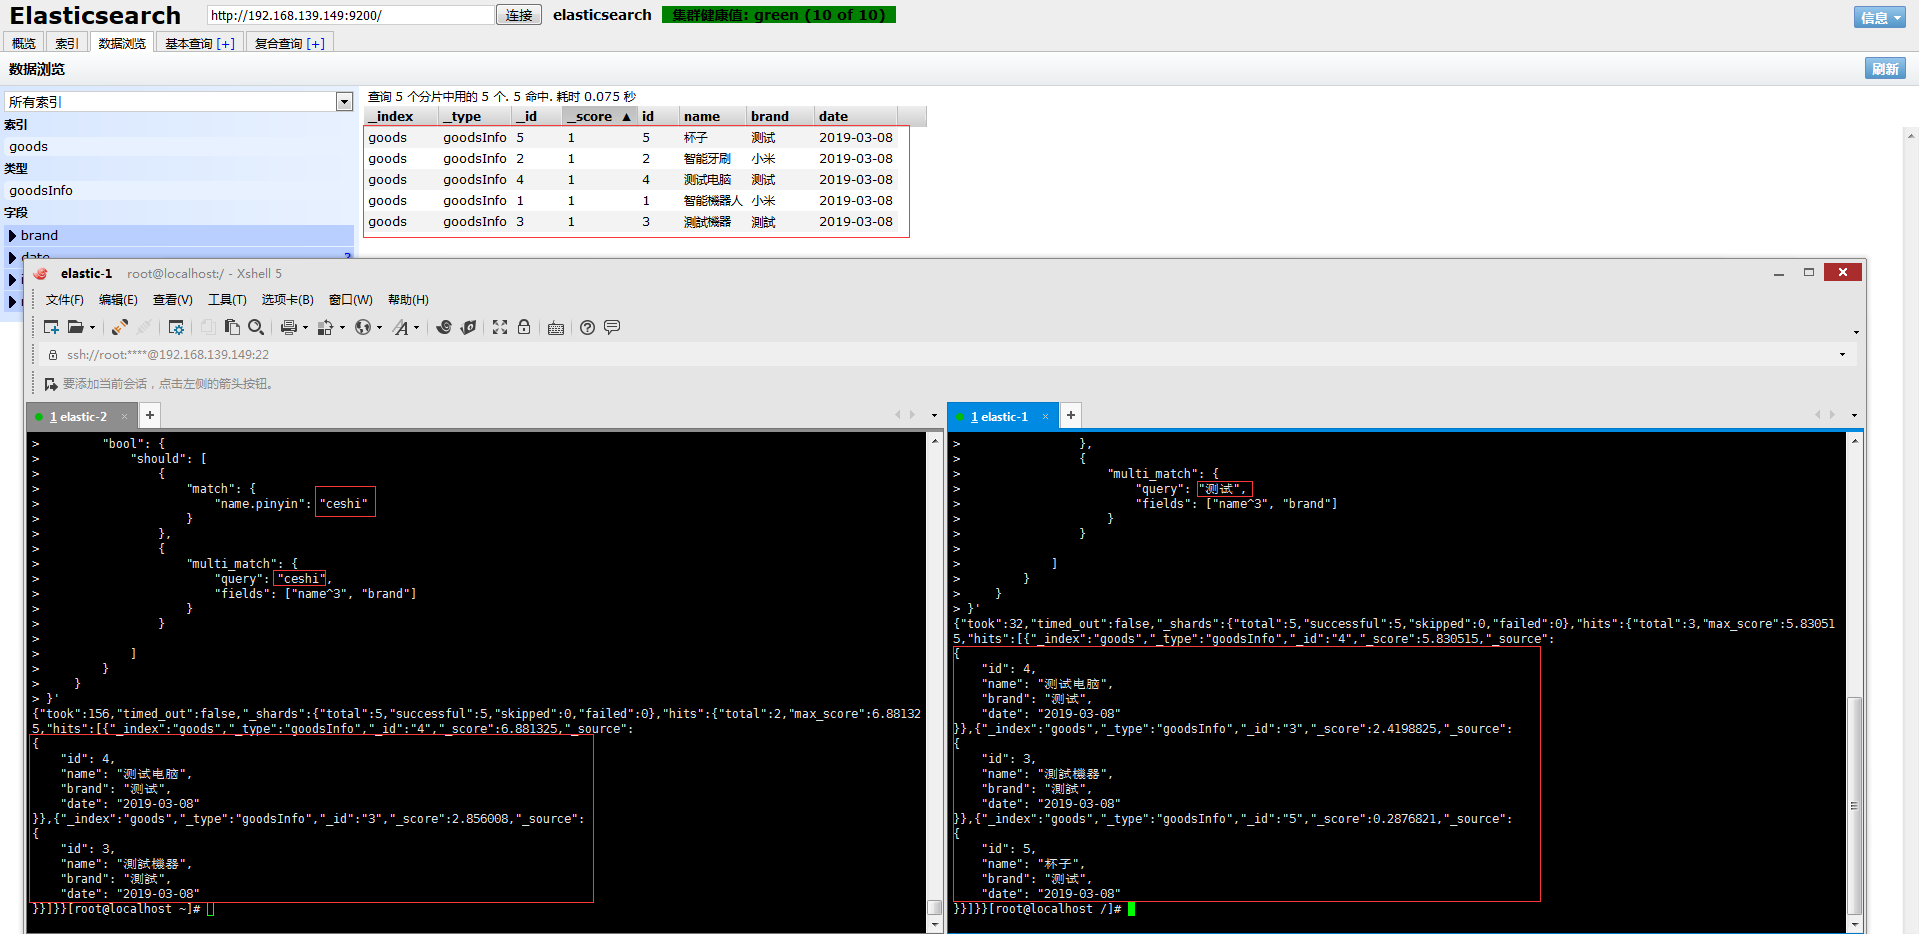 Elasticsearch http://192.168.139.149:9200/ 连接 elasticsearch 集群健康值: green (10 of 10) 信息
概览 索引 数据浏览 基本查询 [+] 复合查询 [+]
数据浏览 刷新
所有索引
索引
goods
类型
goodsInfo
字段
brand
date ?
查询 5 个分片中用的 5 个. 5 命中. 耗时 0.075 秒
_index _type _id _score ▲ id name brand date
goods goodsInfo 5 1 5 杯子 测试 2019-03-08
goods goodsInfo 2 1 2 智能牙刷 小米 2019-03-08
goods goodsInfo 4 1 4 测试电脑 测试 2019-03-08
goods goodsInfo 1 1 1 智能機器人 小米 2019-03-08
goods goodsInfo 3 1 3 測試機器 測試 2019-03-08
elastic-1 root@localhost:/ - Xshell 5
文件(F) 编辑(E) 查看(V) 工具(T) 选项卡(B) 窗口(W) 帮助(H)
ssh://root:****@192.168.139.149:22
要添加当前会话，点击左侧的箭头按钮。
1 elastic-2 × +
> "bool": {
> "should": [
> {
> "match": {
> "name.pinyin": "ceshi"
> }
> },
> {
> "multi_match": {
> "query": "ceshi",
> "fields": ["name^3", "brand"]
> }
> }
>
> ]
> }
> }
> }'
{"took":156,"timed_out":false,"_shards":{"total":5,"successful":5,"skipped":0,"failed":0},"hits":{"total":2,"max_score":6.88132
5,"hits":[{"_index":"goods","_type":"goodsInfo","_id":"4","_score":6.881325,"_source":
{
"id": 4,
"name": "测试电脑",
"brand": "测试",
"date": "2019-03-08"
}},{"_index":"goods","_type":"goodsInfo","_id":"3","_score":2.856008,"_source":
{
"id": 3,
"name": "測試機器",
"brand": "測試",
"date": "2019-03-08"
}}]}}[root@localhost ~]#
1 elastic-1 × +
> },
> {
> "multi_match": {
> "query": "测试",
> "fields": ["name^3", "brand"]
> }
> }
>
> ]
> }
> }
> }'
{"took":32,"timed_out":false,"_shards":{"total":5,"successful":5,"skipped":0,"failed":0},"hits":{"total":3,"max_score":5.83051
5,"hits":[{"_index":"goods","_type":"goodsInfo","_id":"4","_score":5.830515,"_source":
{
"id": 4,
"name": "测试电脑",
"brand": "测试",
"date": "2019-03-08"
}},{"_index":"goods","_type":"goodsInfo","_id":"3","_score":2.4198825,"_source":
{
"id": 3,
"name": "測試機器",
"brand": "測試",
"date": "2019-03-08"
}},{"_index":"goods","_type":"goodsInfo","_id":"5","_score":0.2876821,"_source":
{
"id": 5,
"name": "杯子",
"brand": "测试",
"date": "2019-03-08"
}}]}}[root@localhost /]#